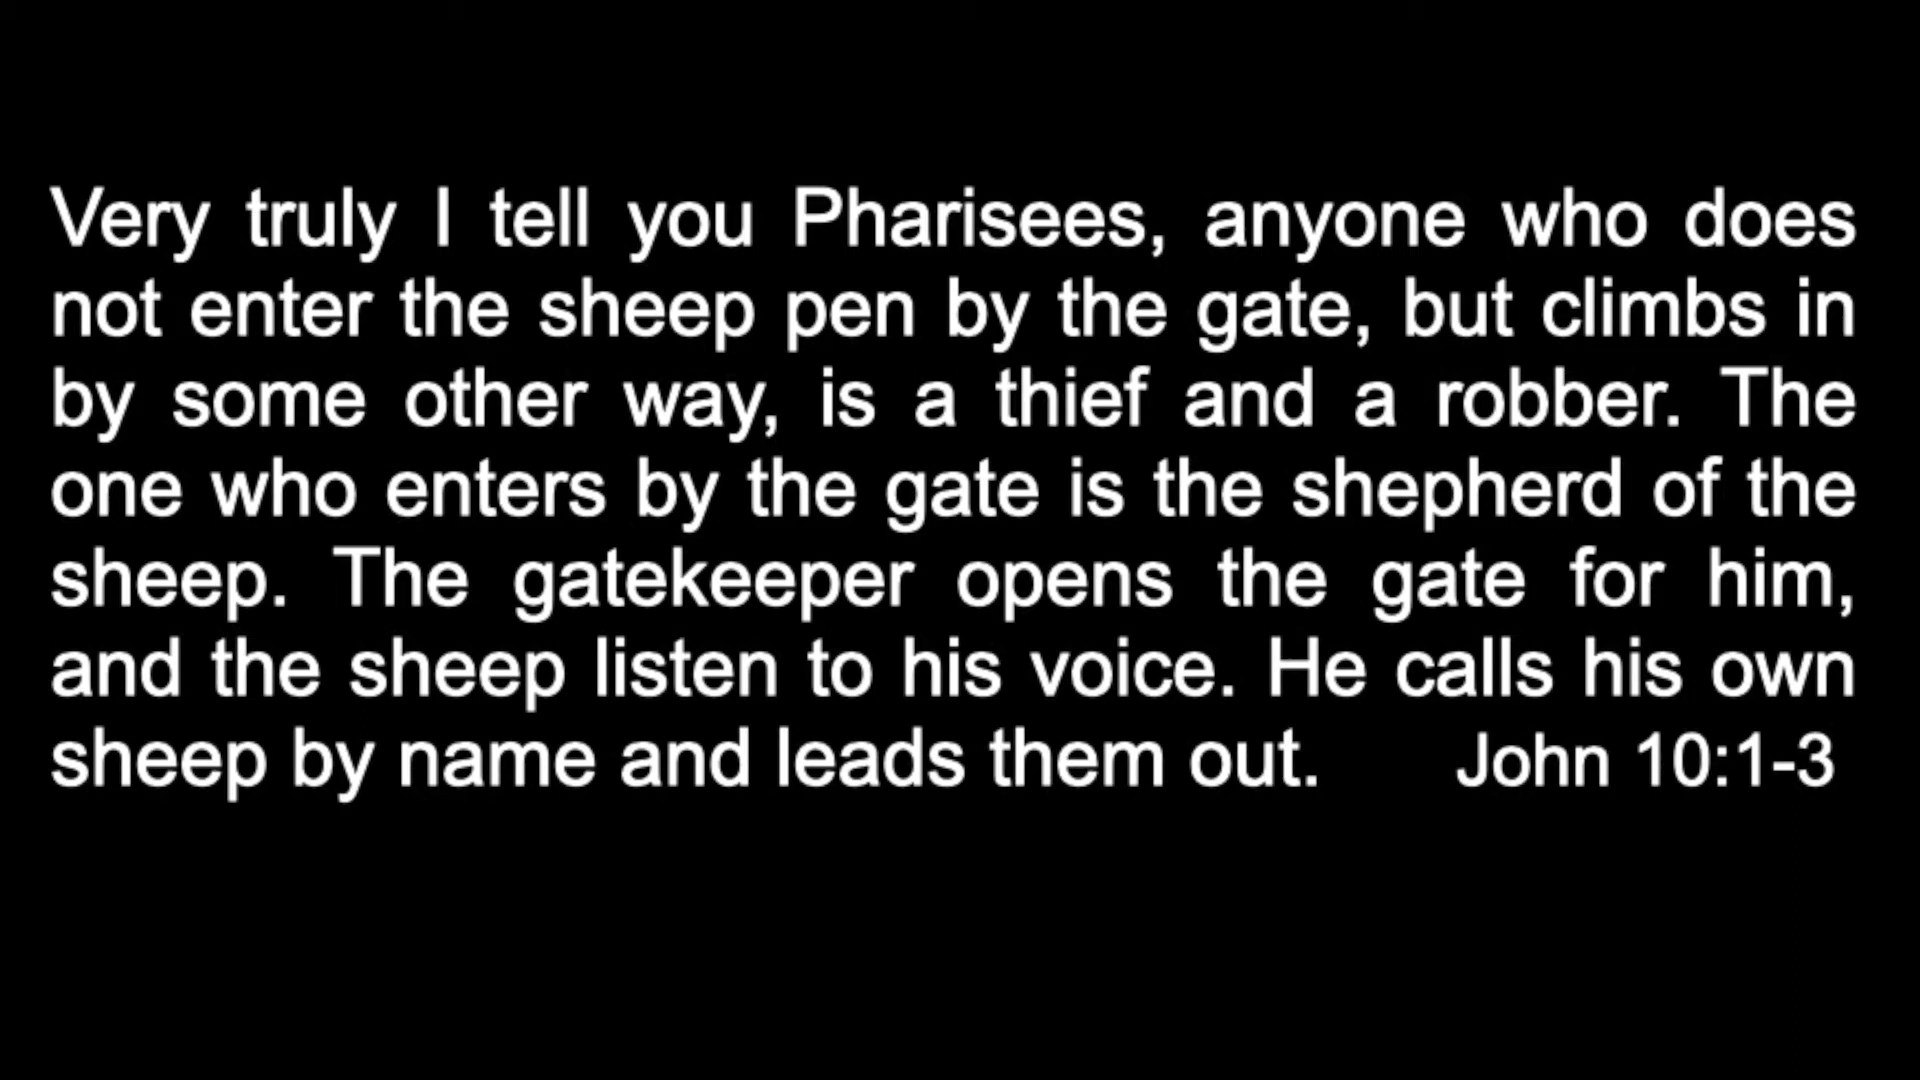 Very truly I tell you Pharisees, anyone who does
not enter the sheep pen by the gate, but climbs in
by some other way, is a thief and a robber. The
one who enters by the gate is the shepherd of the
sheep. The gatekeeper opens the gate for him,
and the sheep listen to his voice. He calls his own
sheep by name and leads them out. John 10:1-3